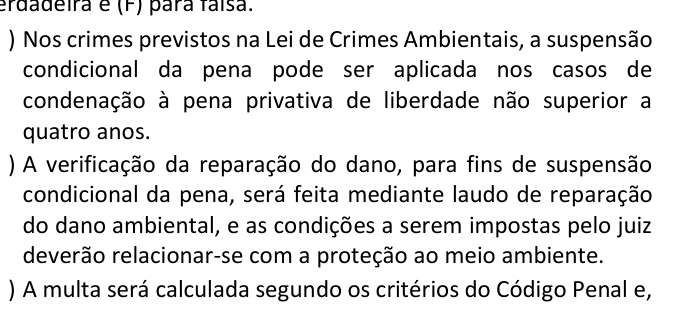 erdadeira e (F) para falsa.
) Nos crimes previstos na Lei de Crimes Ambientais, a suspensão
condicional da pena pode ser aplicada nos casos de
condenação à pena privativa de liberdade não superior a
quatro anos.
) A verificação da reparação do dano, para fins de suspensão
condicional da pena, será feita mediante laudo de reparação
do dano ambiental, e as condições a serem impostas pelo juiz
deverão relacionar-se com a proteção ao meio ambiente.
) A multa será calculada segundo os critérios do Código Penal e,